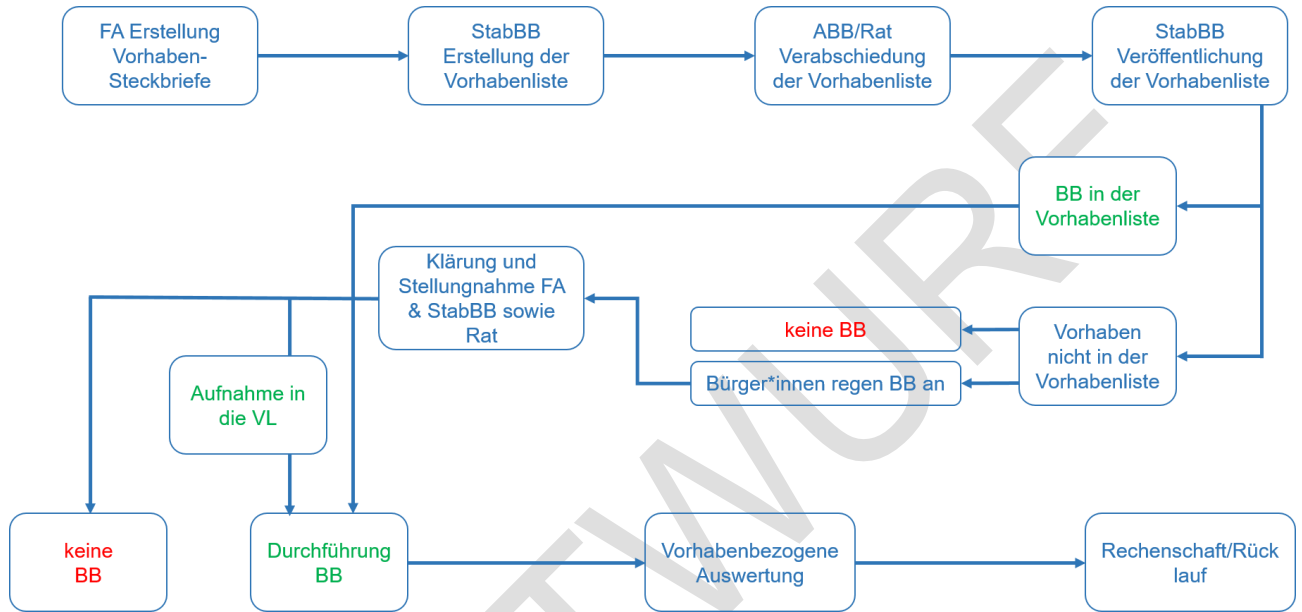 FA Erstellung
Vorhaben-
Steckbriefe
StabBB
Erstellung der
Vorhabenliste
ABB/Rat
Verabschiedung
der Vorhabenliste
StabBB
Veröffentlichung
der Vorhabenliste
BB in der
Vorhabenliste
Klärung und
Stellungnahme FA
& StabBB sowie
Rat
keine BB
Bürger*innen regen BB an
Vorhaben
nicht in der
Vorhabenliste
Aufnahme in
die VL
keine
BB
Durchführung
BB
Vorhabenbezogene
Auswertung
Rechenschaft/Rück
lauf
TWURF